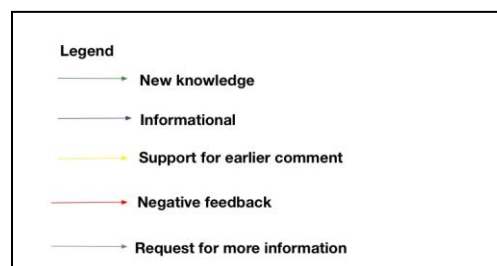 Legend
New knowledge
Informational
Support for earlier comment
Negative feedback
Request for more information